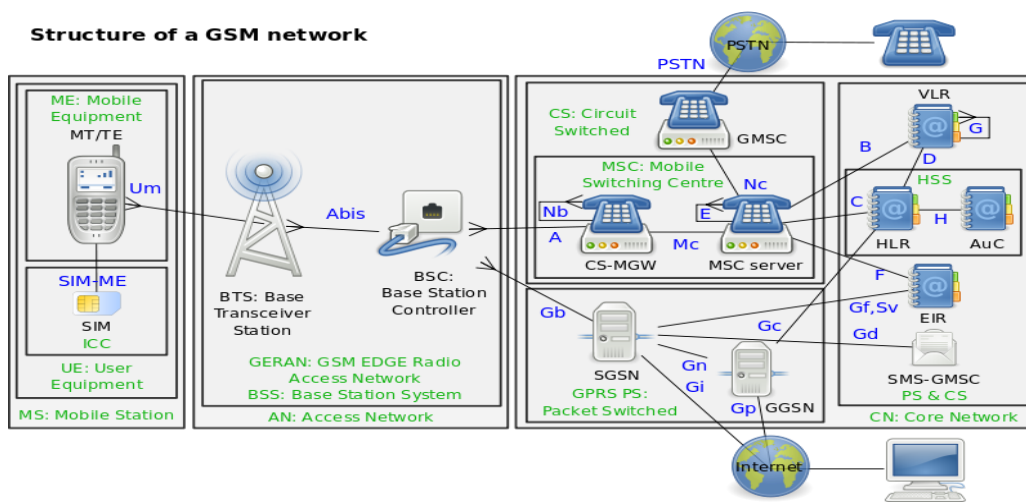 Structure of a GSM network
PSTN
PSTN
ME: Mobile
Equipment
MT/TE
Um
SIM-ME
SIM
ICC
UE: User
Equipment
MS: Mobile Station
Abis
BTS: Base
Transceiver
Station
BSC:
Base Station
Controller
GERAN: GSM EDGE Radio
Access Network
BSS: Base Station System
AN: Access Network
CS: Circuit
Switched
GMSC
MSC: Mobile
Switching Centre
Nc
Nb
E
A
Mc
CS-MGW
MSC server
VLR
G
B
D
HSS
C
H
HLR
AuC
F
EIR
Gf,Sv
Gb
Gc
Gd
SGSN
Gn
Gi
Gp
GGSN
GPRS PS:
Packet Switched
SMS-GMSC
PS & CS
CN: Core Network
Internet